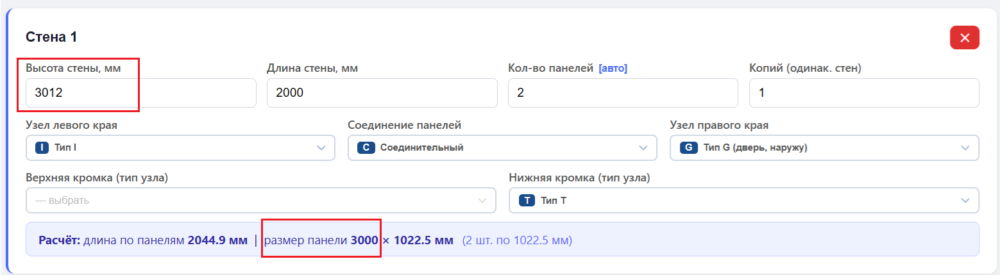 Стена 1
Высота стены, мм Длина стены, мм Кол-во панелей [авто] Копий (одинак. стен)
3012 2000 2 1
Узел левого края Соединение панелей Узел правого края
I Тип I C Соединительный G Тип G (дверь, наружу)
Верхняя кромка (тип узла) Нижняя кромка (тип узла)
— выбрать T Тип T
Расчёт: длина по панелям 2044.9 мм | размер панели 3000 × 1022.5 мм (2 шт. по 1022.5 мм)